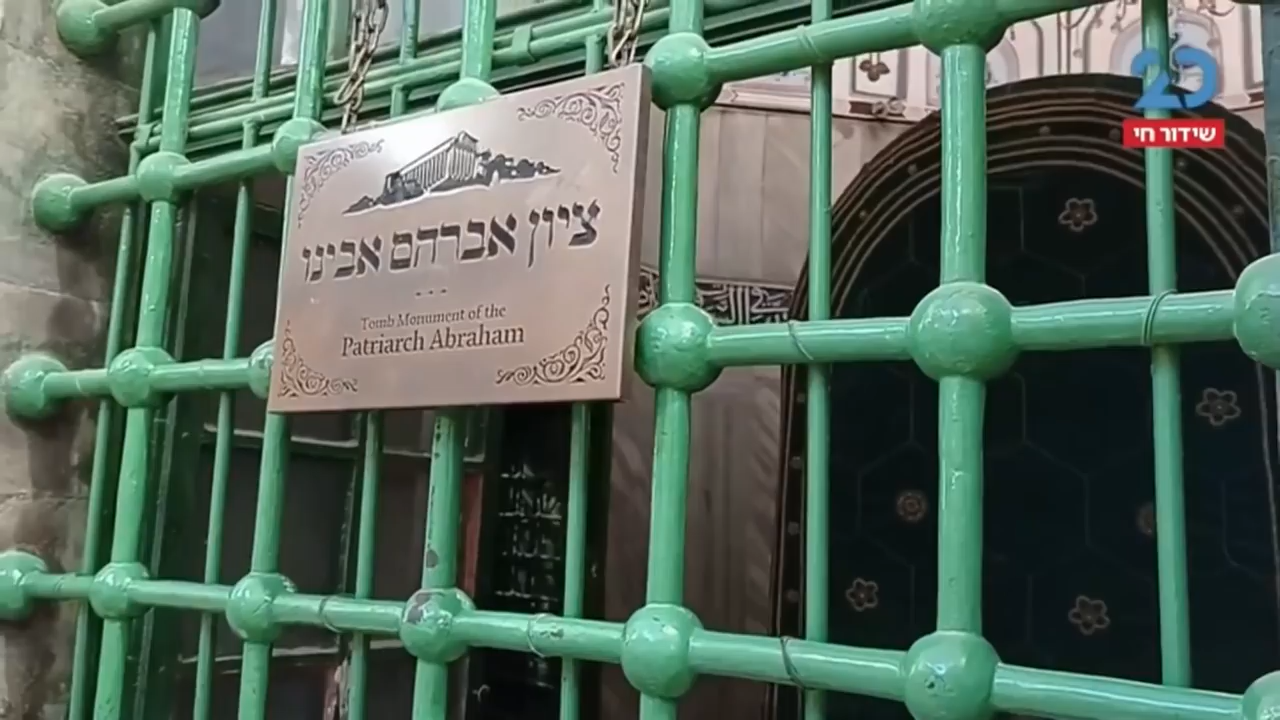 20
שידור חי
ציון אברהם אבינו
Tomb Monument of the
Patriarch Abraham